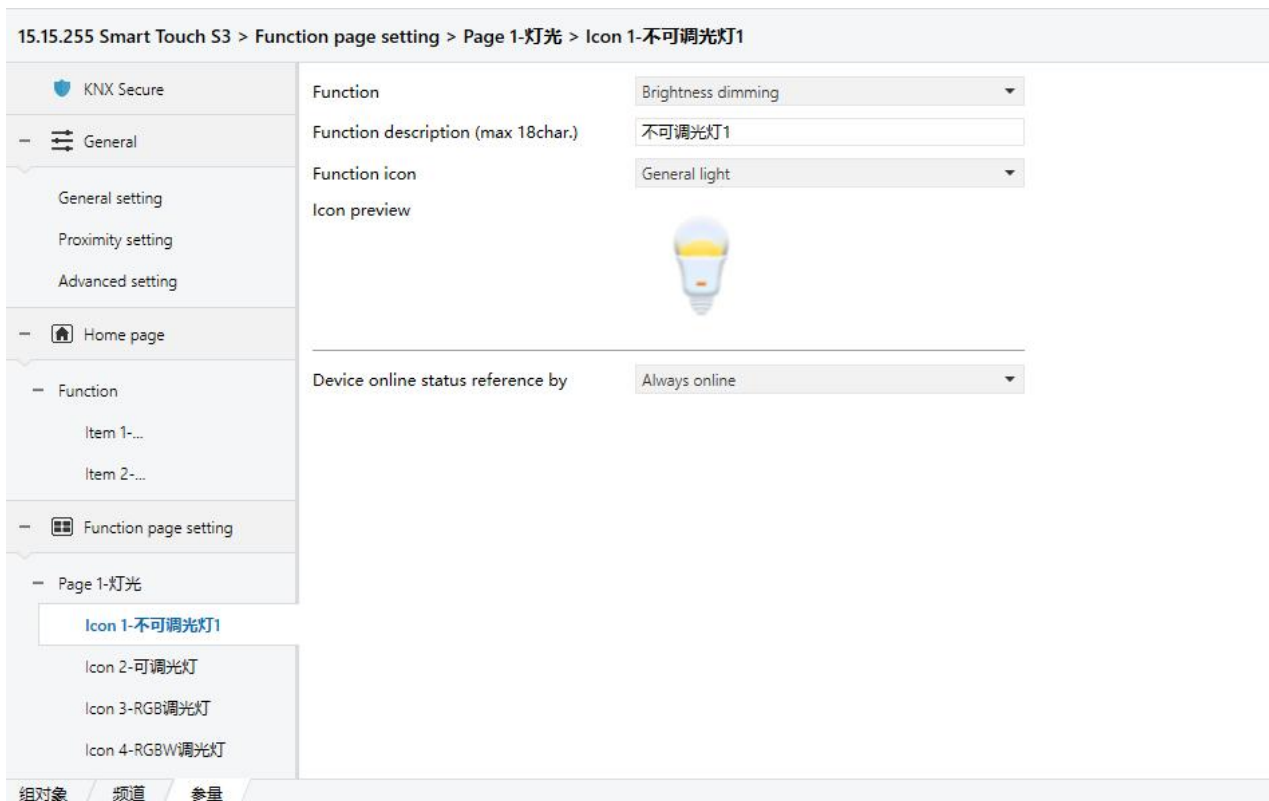 15.15.255 Smart Touch S3 > Function page setting > Page 1-灯光 > Icon 1-不可调光灯1
KNX Secure
General
General setting
Proximity setting
Advanced setting
Home page
Function
Item 1-...
Item 2-...
Function page setting
Page 1-灯光
Icon 1-不可调光灯1
Icon 2-可调光灯
Icon 3-RGB调光灯
Icon 4-RGBW调光灯
Function Brightness dimming
Function description (max 18char.) 不可调光灯1
Function icon General light
Icon preview
Device online status reference by Always online
组对象 频道 参量